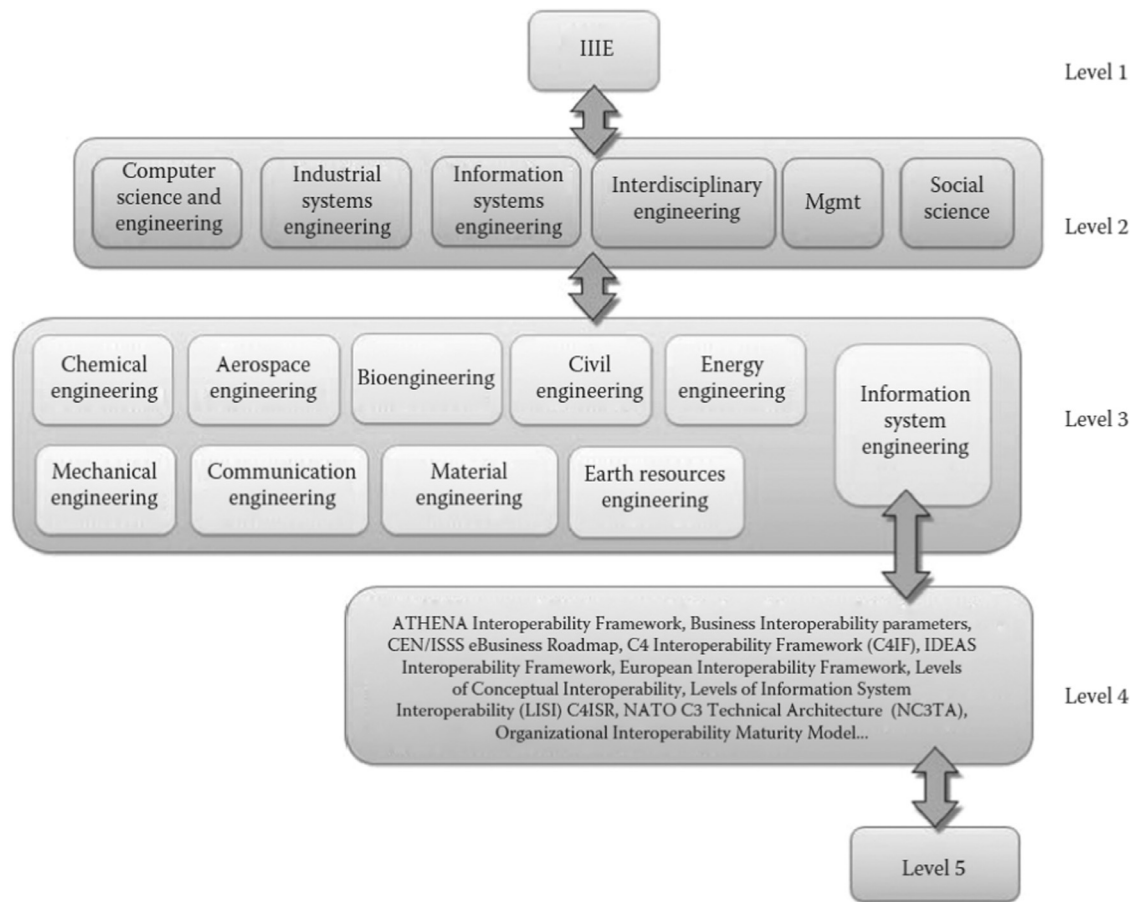 IIIE
Level 1
Computer
science and
engineering
Industrial
systems
engineering
Information
systems
engineering
Interdisciplinary
engineering
Mgmt
Social
science
Level 2
Chemical
engineering
Aerospace
engineering
Bioengineering
Civil
engineering
Energy
engineering
Information
system
engineering
Level 3
Mechanical
engineering
Communication
engineering
Material
engineering
Earth resources
engineering
ATHENA Interoperability Framework, Business Interoperability parameters,
CEN/ISSS eBusiness Roadmap, C4 Interoperability Framework (C4IF), IDEAS
Interoperability Framework, European Interoperability Framework, Levels
of Conceptual Interoperability, Levels of Information System
Interoperability (LISI) C4ISR, NATO C3 Technical Architecture (NC3TA),
Organizational Interoperability Maturity Model...
Level 4
Level 5